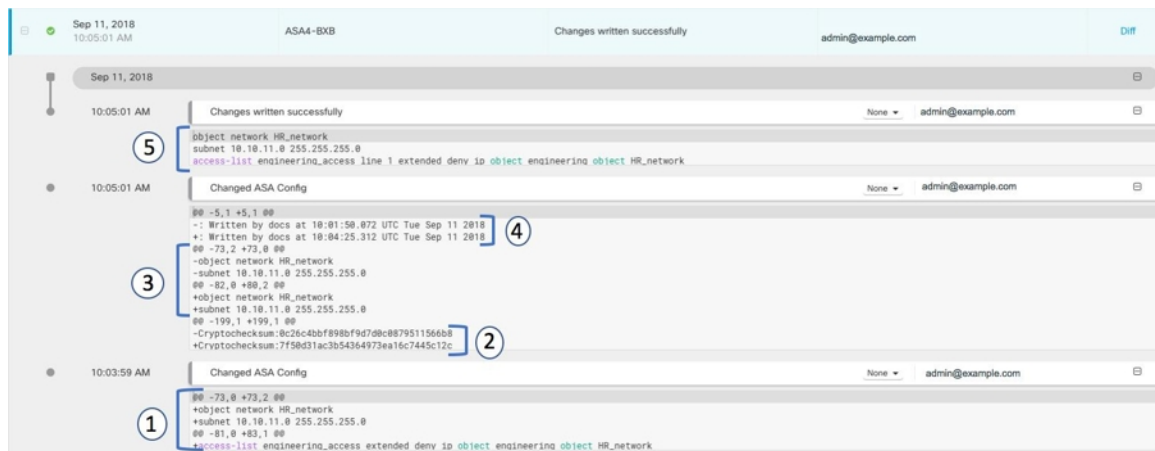 Sep 11, 2018
10:05:01 AM
ASA4-BXB
Changes written successfully
admin@example.com
Diff
Sep 11, 2018
10:05:01 AM
Changes written successfully
None
admin@example.com
5
object network HR_network
subnet 10.10.11.0 255.255.255.0
access-list engineering_access line 1 extended deny ip object engineering object HR_network
10:05:01 AM
Changed ASA Config
None
admin@example.com
@@ -5,1 +5,1 @@
-: Written by docs at 10:01:50.072 UTC Tue Sep 11 2018
+: Written by docs at 10:04:25.312 UTC Tue Sep 11 2018
4
@@ -73,2 +73,0 @@
-object network HR_network
-subnet 10.10.11.0 255.255.255.0
3
@@ -82,0 +80,2 @@
+object network HR_network
+subnet 10.10.11.0 255.255.255.0
@@ -199,1 +199,1 @@
-Cryptochecksum:0c26c4bbf898bf9d7d0c0879511566b8
+Cryptochecksum:7f50d31ac3b54364973ea16c7445c12c
2
10:03:59 AM
Changed ASA Config
None
admin@example.com
1
@@ -73,0 +73,2 @@
+object network HR_network
+subnet 10.10.11.0 255.255.255.0
@@ -81,0 +83,1 @@
+access-list engineering_access extended deny ip object engineering object HR_network